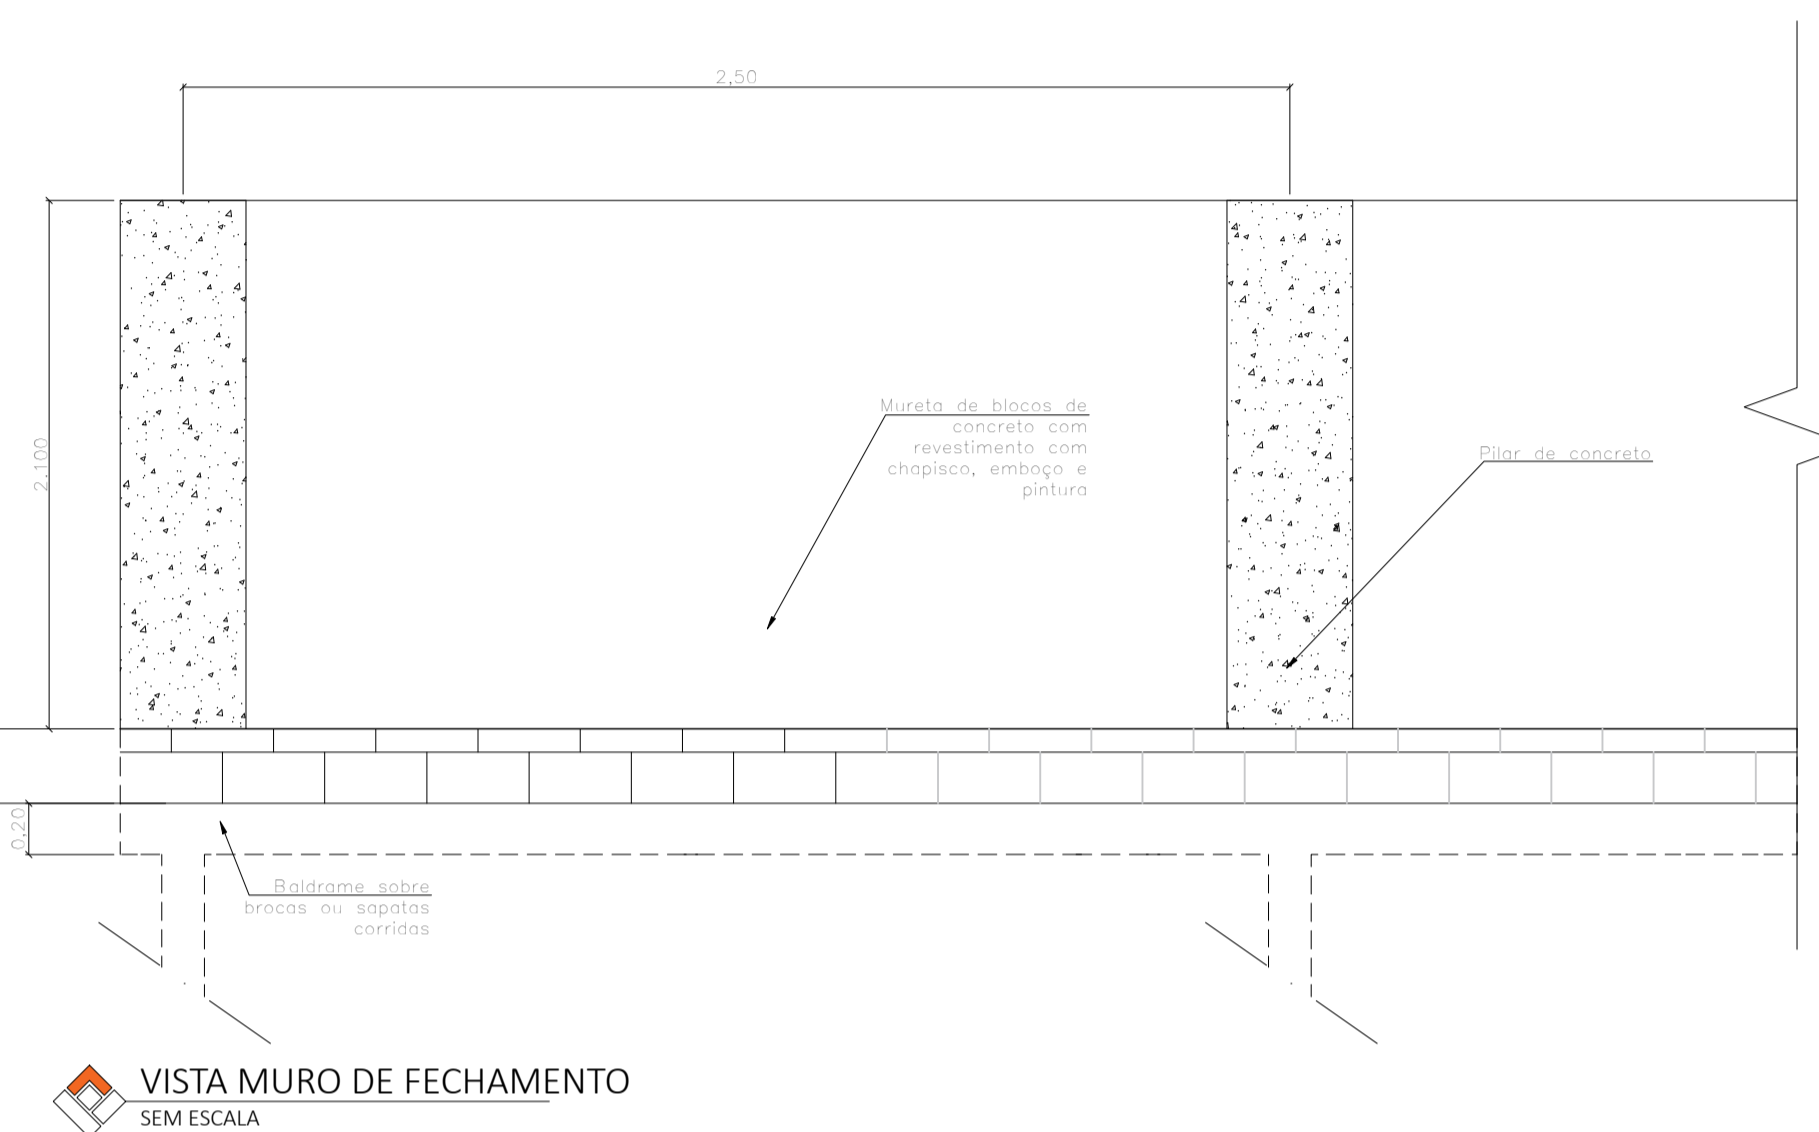 2,50
2.100
Mureta de blocos de
concreto com
revestimento com
chapisco, emboço e
pintura
Pilar de concreto
0,20
Baldrame sobre
brocas ou sapatas
corridas
VISTA MURO DE FECHAMENTO
SEM ESCALA